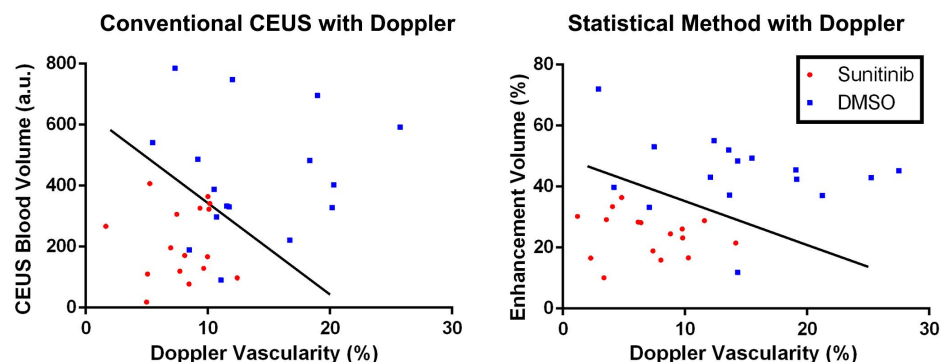 Conventional CEUS with Doppler
CEUS Blood Volume (a.u.)
800
600
400
200
0
0 10 20 30
Doppler Vascularity (%)
Statistical Method with Doppler
Enhancement Volume (%)
80
60
40
20
0
0 10 20 30
Doppler Vascularity (%)
Sunitinib
DMSO